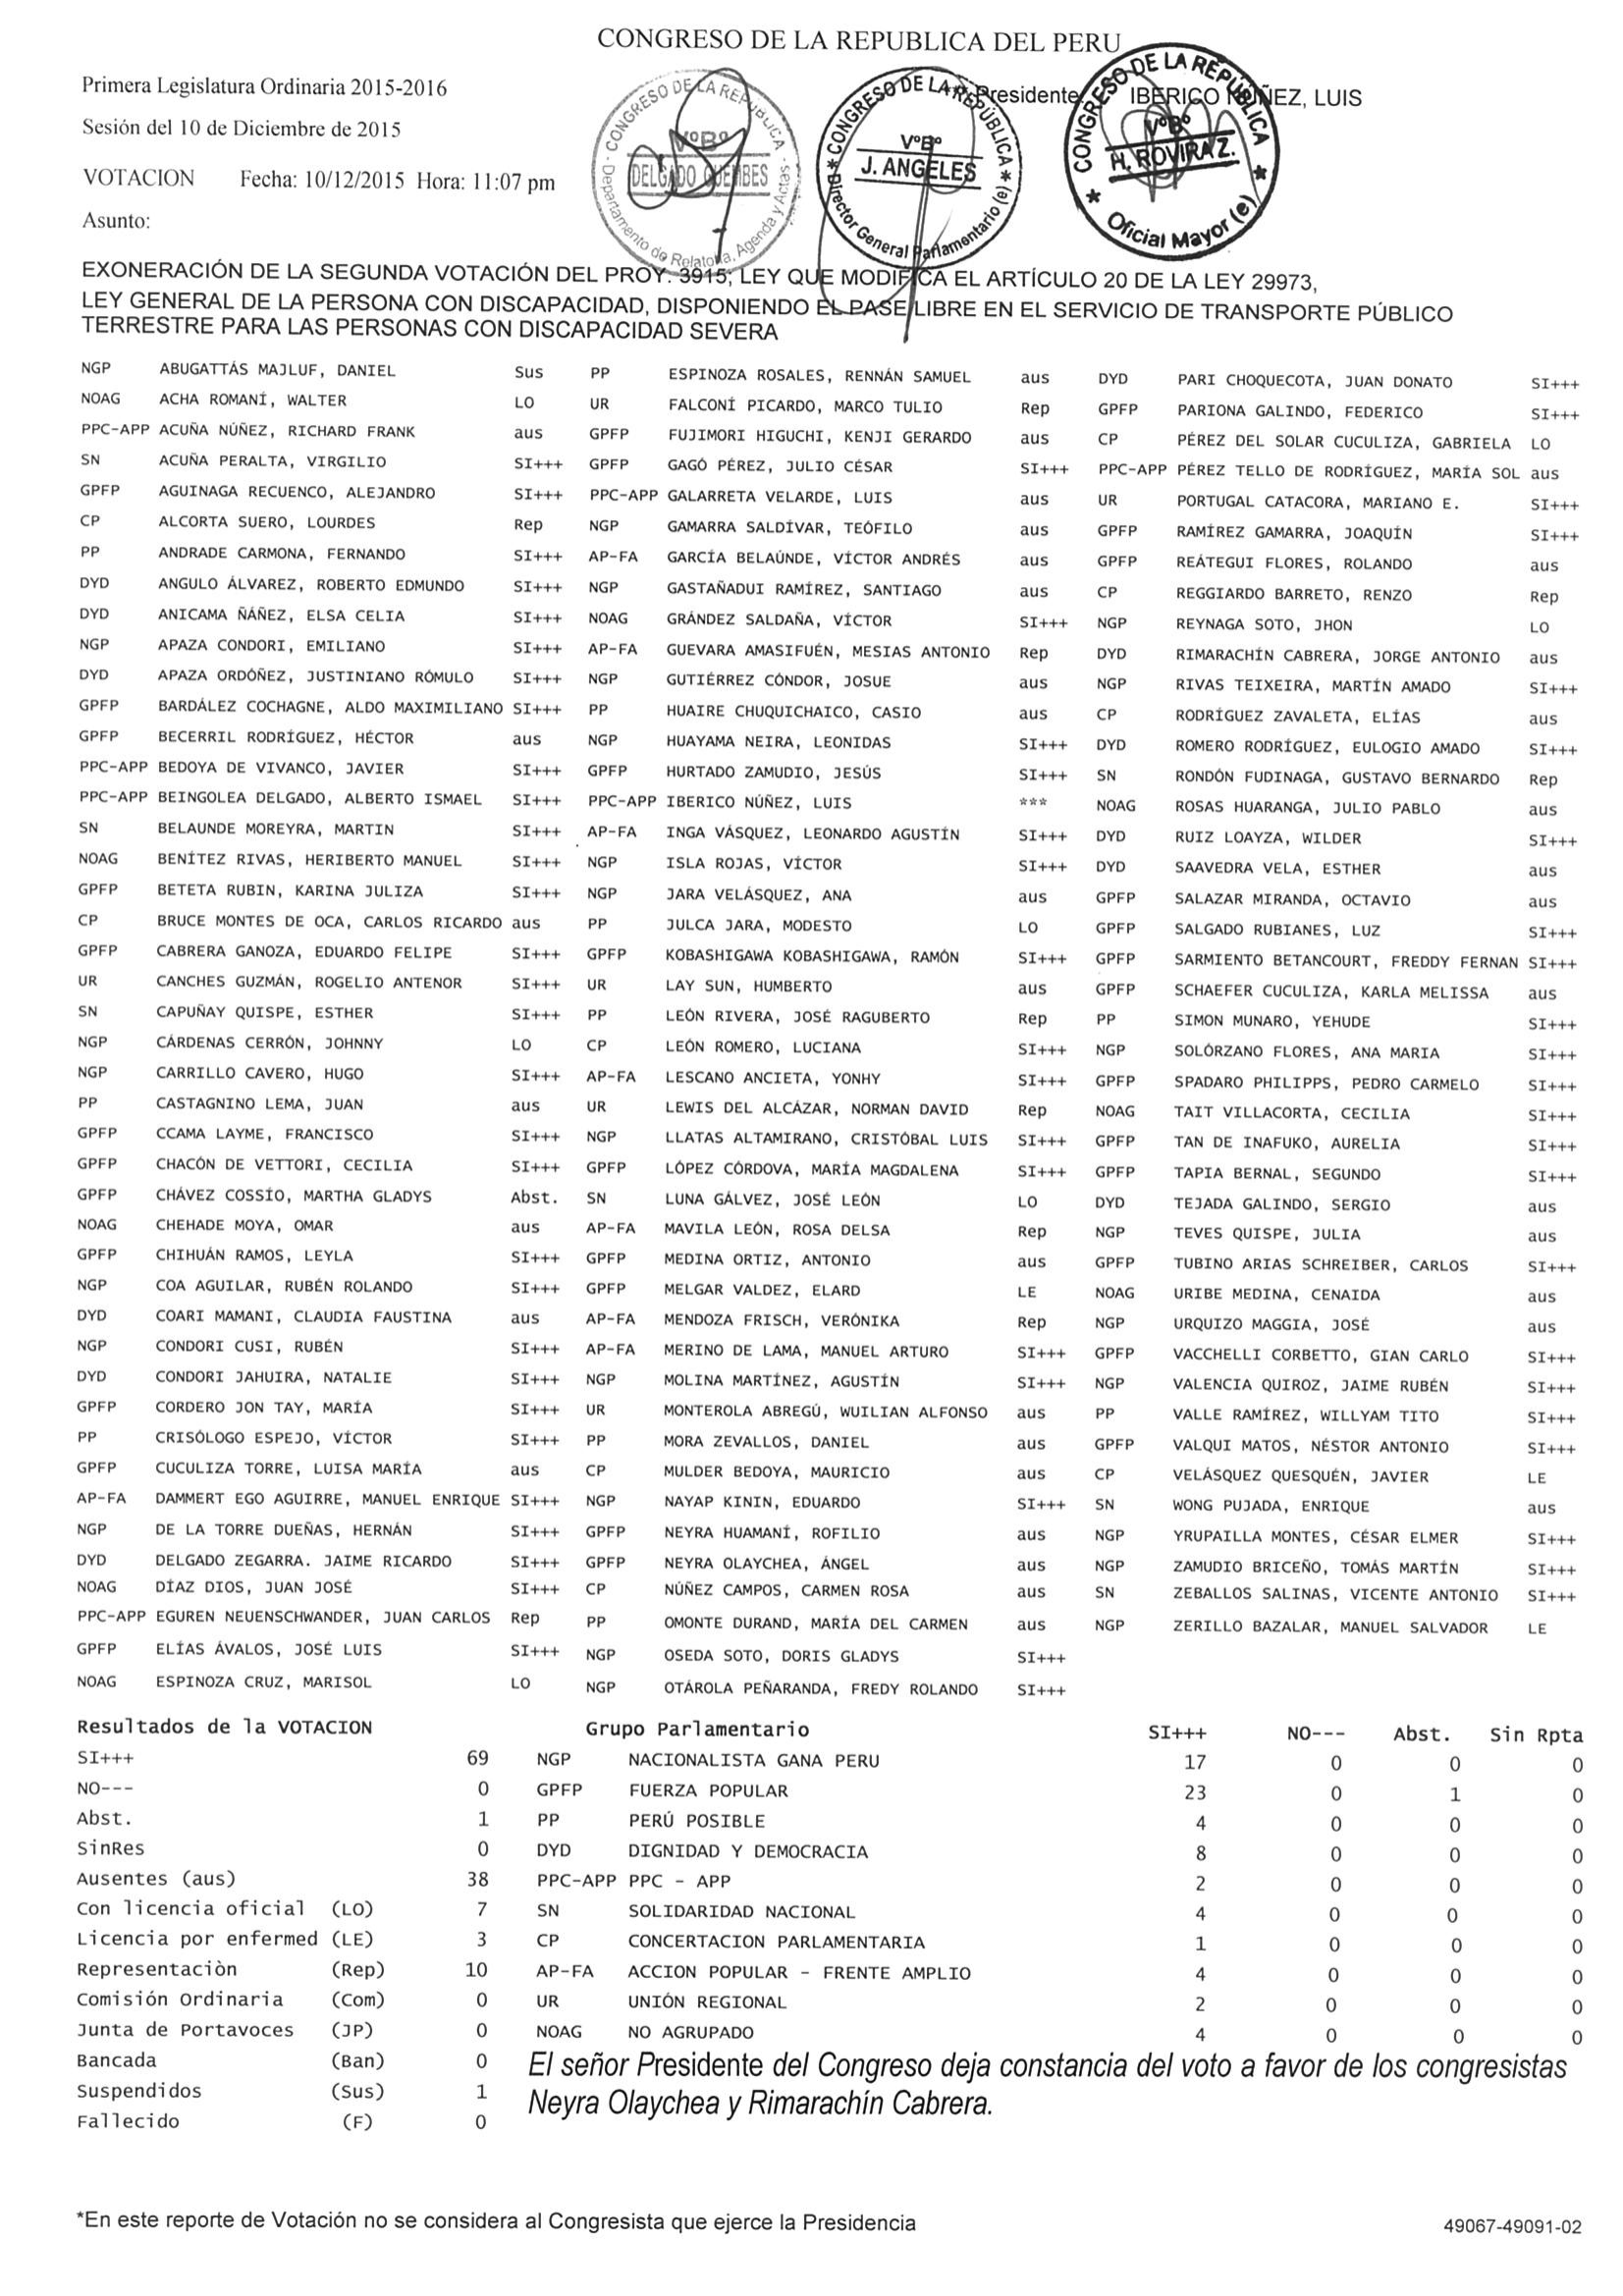 CONGRESO DE LA REPUBLICA DEL PERU
Primera Legislatura Ordinaria 2015-2016
Presidente IBERICO NÚÑEZ, LUIS
Sesión del 10 de Diciembre de 2015
VOTACION Fecha: 10/12/2015 Hora: 11:07 pm
Asunto:
CONGRESO DE LA REPÚBLICA
VºBº
DELGADO GUEMBES
Departamento de Relatoría, Agenda y Actas
CONGRESO DE LA REPÚBLICA
VºBº
J. ANGELES
Director General Parlamentario (e)
CONGRESO DE LA REPÚBLICA
VºBº
H. ROVIRA Z.
Oficial Mayor (e)
EXONERACIÓN DE LA SEGUNDA VOTACIÓN DEL PROY. 3915; LEY QUE MODIFICA EL ARTÍCULO 20 DE LA LEY 29973,
LEY GENERAL DE LA PERSONA CON DISCAPACIDAD, DISPONIENDO EL PASE LIBRE EN EL SERVICIO DE TRANSPORTE PÚBLICO
TERRESTRE PARA LAS PERSONAS CON DISCAPACIDAD SEVERA
NGP ABUGATTÁS MAJLUF, DANIEL Sus PP ESPINOZA ROSALES, RENNÁN SAMUEL aus DYD PARI CHOQUECOTA, JUAN DONATO SI+++
NOAG ACHA ROMANÍ, WALTER LO UR FALCONÍ PICARDO, MARCO TULIO Rep GPFP PARIONA GALINDO, FEDERICO SI+++
PPC-APP ACUÑA NÚÑEZ, RICHARD FRANK aus GPFP FUJIMORI HIGUCHI, KENJI GERARDO aus CP PÉREZ DEL SOLAR CUCULIZA, GABRIELA LO
SN ACUÑA PERALTA, VIRGILIO SI+++ GPFP GAGÓ PÉREZ, JULIO CÉSAR SI+++ PPC-APP PÉREZ TELLO DE RODRÍGUEZ, MARÍA SOL aus
GPFP AGUINAGA RECUENCO, ALEJANDRO SI+++ PPC-APP GALARRETA VELARDE, LUIS aus UR PORTUGAL CATACORA, MARIANO E. SI+++
CP ALCORTA SUERO, LOURDES Rep NGP GAMARRA SALDÍVAR, TEÓFILO aus GPFP RAMÍREZ GAMARRA, JOAQUÍN SI+++
PP ANDRADE CARMONA, FERNANDO SI+++ AP-FA GARCÍA BELAÚNDE, VÍCTOR ANDRÉS aus GPFP REÁTEGUI FLORES, ROLANDO aus
DYD ANGULO ÁLVAREZ, ROBERTO EDMUNDO SI+++ NGP GASTAÑADUI RAMÍREZ, SANTIAGO aus CP REGGIARDO BARRETO, RENZO Rep
DYD ANICAMA ÑÁÑEZ, ELSA CELIA SI+++ NOAG GRÁNDEZ SALDAÑA, VÍCTOR SI+++ NGP REYNAGA SOTO, JHON LO
NGP APAZA CONDORI, EMILIANO SI+++ AP-FA GUEVARA AMASIFUÉN, MESIAS ANTONIO Rep DYD RIMARACHÍN CABRERA, JORGE ANTONIO aus
DYD APAZA ORDÓÑEZ, JUSTINIANO RÓMULO SI+++ NGP GUTIÉRREZ CÓNDOR, JOSUE aus NGP RIVAS TEIXEIRA, MARTÍN AMADO SI+++
GPFP BARDÁLEZ COCHAGNE, ALDO MAXIMILIANO SI+++ PP HUAIRE CHUQUICHAICO, CASIO aus CP RODRÍGUEZ ZAVALETA, ELÍAS aus
GPFP BECERRIL RODRÍGUEZ, HÉCTOR aus NGP HUAYAMA NEIRA, LEONIDAS SI+++ DYD ROMERO RODRÍGUEZ, EULOGIO AMADO SI+++
PPC-APP BEDOYA DE VIVANCO, JAVIER SI+++ GPFP HURTADO ZAMUDIO, JESÚS SI+++ SN RONDÓN FUDINAGA, GUSTAVO BERNARDO Rep
PPC-APP BEINGOLEA DELGADO, ALBERTO ISMAEL SI+++ PPC-APP IBERICO NÚÑEZ, LUIS *** NOAG ROSAS HUARANGA, JULIO PABLO aus
SN BELAUNDE MOREYRA, MARTIN SI+++ AP-FA INGA VÁSQUEZ, LEONARDO AGUSTÍN SI+++ DYD RUIZ LOAYZA, WILDER SI+++
NOAG BENÍTEZ RIVAS, HERIBERTO MANUEL SI+++ NGP ISLA ROJAS, VÍCTOR SI+++ DYD SAAVEDRA VELA, ESTHER aus
GPFP BETETA RUBIN, KARINA JULIZA SI+++ NGP JARA VELÁSQUEZ, ANA aus GPFP SALAZAR MIRANDA, OCTAVIO aus
CP BRUCE MONTES DE OCA, CARLOS RICARDO aus PP JULCA JARA, MODESTO LO GPFP SALGADO RUBIANES, LUZ SI+++
GPFP CABRERA GANOZA, EDUARDO FELIPE SI+++ GPFP KOBASHIGAWA KOBASHIGAWA, RAMÓN SI+++ GPFP SARMIENTO BETANCOURT, FREDDY FERNAN SI+++
UR CANCHES GUZMÁN, ROGELIO ANTENOR SI+++ UR LAY SUN, HUMBERTO aus GPFP SCHAEFER CUCULIZA, KARLA MELISSA aus
SN CAPUÑAY QUISPE, ESTHER SI+++ PP LEÓN RIVERA, JOSÉ RAGUBERTO Rep PP SIMON MUNARO, YEHUDE SI+++
NGP CÁRDENAS CERRÓN, JOHNNY LO CP LEÓN ROMERO, LUCIANA SI+++ NGP SOLÓRZANO FLORES, ANA MARIA SI+++
NGP CARRILLO CAVERO, HUGO SI+++ AP-FA LESCANO ANCIETA, YONHY SI+++ GPFP SPADARO PHILIPPS, PEDRO CARMELO SI+++
PP CASTAGNINO LEMA, JUAN aus UR LEWIS DEL ALCÁZAR, NORMAN DAVID Rep NOAG TAIT VILLACORTA, CECILIA SI+++
GPFP CCAMA LAYME, FRANCISCO SI+++ NGP LLATAS ALTAMIRANO, CRISTÓBAL LUIS SI+++ GPFP TAN DE INAFUKO, AURELIA SI+++
GPFP CHACÓN DE VETTORI, CECILIA SI+++ GPFP LÓPEZ CÓRDOVA, MARÍA MAGDALENA SI+++ GPFP TAPIA BERNAL, SEGUNDO SI+++
GPFP CHÁVEZ COSSÍO, MARTHA GLADYS Abst. SN LUNA GÁLVEZ, JOSÉ LEÓN LO DYD TEJADA GALINDO, SERGIO aus
NOAG CHEHADE MOYA, OMAR aus AP-FA MAVILA LEÓN, ROSA DELSA Rep NGP TEVES QUISPE, JULIA aus
GPFP CHIHUÁN RAMOS, LEYLA SI+++ GPFP MEDINA ORTIZ, ANTONIO aus GPFP TUBINO ARIAS SCHREIBER, CARLOS SI+++
NGP COA AGUILAR, RUBÉN ROLANDO SI+++ GPFP MELGAR VALDEZ, ELARD LE NOAG URIBE MEDINA, CENAIDA aus
DYD COARI MAMANI, CLAUDIA FAUSTINA aus AP-FA MENDOZA FRISCH, VERÓNIKA Rep NGP URQUIZO MAGGIA, JOSÉ aus
NGP CONDORI CUSI, RUBÉN SI+++ AP-FA MERINO DE LAMA, MANUEL ARTURO SI+++ GPFP VACCHELLI CORBETTO, GIAN CARLO SI+++
DYD CONDORI JAHUIRA, NATALIE SI+++ NGP MOLINA MARTÍNEZ, AGUSTÍN SI+++ NGP VALENCIA QUIROZ, JAIME RUBÉN SI+++
GPFP CORDERO JON TAY, MARÍA SI+++ UR MONTEROLA ABREGÚ, WUILIAN ALFONSO aus PP VALLE RAMÍREZ, WILLYAM TITO SI+++
PP CRISÓLOGO ESPEJO, VÍCTOR SI+++ PP MORA ZEVALLOS, DANIEL aus GPFP VALQUI MATOS, NÉSTOR ANTONIO SI+++
GPFP CUCULIZA TORRE, LUISA MARÍA aus CP MULDER BEDOYA, MAURICIO aus CP VELÁSQUEZ QUESQUÉN, JAVIER LE
AP-FA DAMMERT EGO AGUIRRE, MANUEL ENRIQUE SI+++ NGP NAYAP KININ, EDUARDO SI+++ SN WONG PUJADA, ENRIQUE aus
NGP DE LA TORRE DUEÑAS, HERNÁN SI+++ GPFP NEYRA HUAMANÍ, ROFILIO aus NGP YRUPAILLA MONTES, CÉSAR ELMER SI+++
DYD DELGADO ZEGARRA. JAIME RICARDO SI+++ GPFP NEYRA OLAYCHEA, ÁNGEL aus NGP ZAMUDIO BRICEÑO, TOMÁS MARTÍN SI+++
NOAG DÍAZ DIOS, JUAN JOSÉ SI+++ CP NÚÑEZ CAMPOS, CARMEN ROSA aus SN ZEBALLOS SALINAS, VICENTE ANTONIO SI+++
PPC-APP EGUREN NEUENSCHWANDER, JUAN CARLOS Rep PP OMONTE DURAND, MARÍA DEL CARMEN aus NGP ZERILLO BAZALAR, MANUEL SALVADOR LE
GPFP ELÍAS ÁVALOS, JOSÉ LUIS SI+++ NGP OSEDA SOTO, DORIS GLADYS SI+++
NOAG ESPINOZA CRUZ, MARISOL LO NGP OTÁROLA PEÑARANDA, FREDY ROLANDO SI+++
Resultados de la VOTACION Grupo Parlamentario SI+++ NO--- Abst. Sin Rpta
SI+++ 69 NGP NACIONALISTA GANA PERU 17 0 0 0
NO--- 0 GPFP FUERZA POPULAR 23 0 1 0
Abst. 1 PP PERÚ POSIBLE 4 0 0 0
SinRes 0 DYD DIGNIDAD Y DEMOCRACIA 8 0 0 0
Ausentes (aus) 38 PPC-APP PPC - APP 2 0 0 0
Con licencia oficial (LO) 7 SN SOLIDARIDAD NACIONAL 4 0 0 0
Licencia por enfermed (LE) 3 CP CONCERTACION PARLAMENTARIA 1 0 0 0
Representaciòn (Rep) 10 AP-FA ACCION POPULAR - FRENTE AMPLIO 4 0 0 0
Comisión Ordinaria (Com) 0 UR UNIÓN REGIONAL 2 0 0 0
Junta de Portavoces (JP) 0 NOAG NO AGRUPADO 4 0 0 0
Bancada (Ban) 0 El señor Presidente del Congreso deja constancia del voto a favor de los congresistas
Suspendidos (Sus) 1 Neyra Olaychea y Rimarachín Cabrera.
Fallecido (F) 0
*En este reporte de Votación no se considera al Congresista que ejerce la Presidencia
49067-49091-02